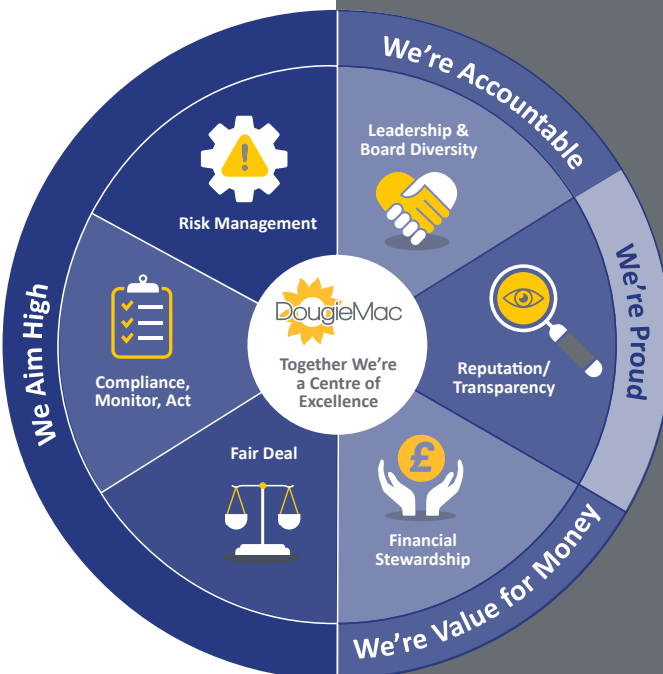 We're Accountable
Leadership &
Board Diversity
Risk Management
We're Proud
DougieMac
Together We're
a Centre of
Excellence
We Aim High
Compliance,
Monitor, Act
Reputation/
Transparency
Fair Deal
£
Financial
Stewardship
We're Value for Money